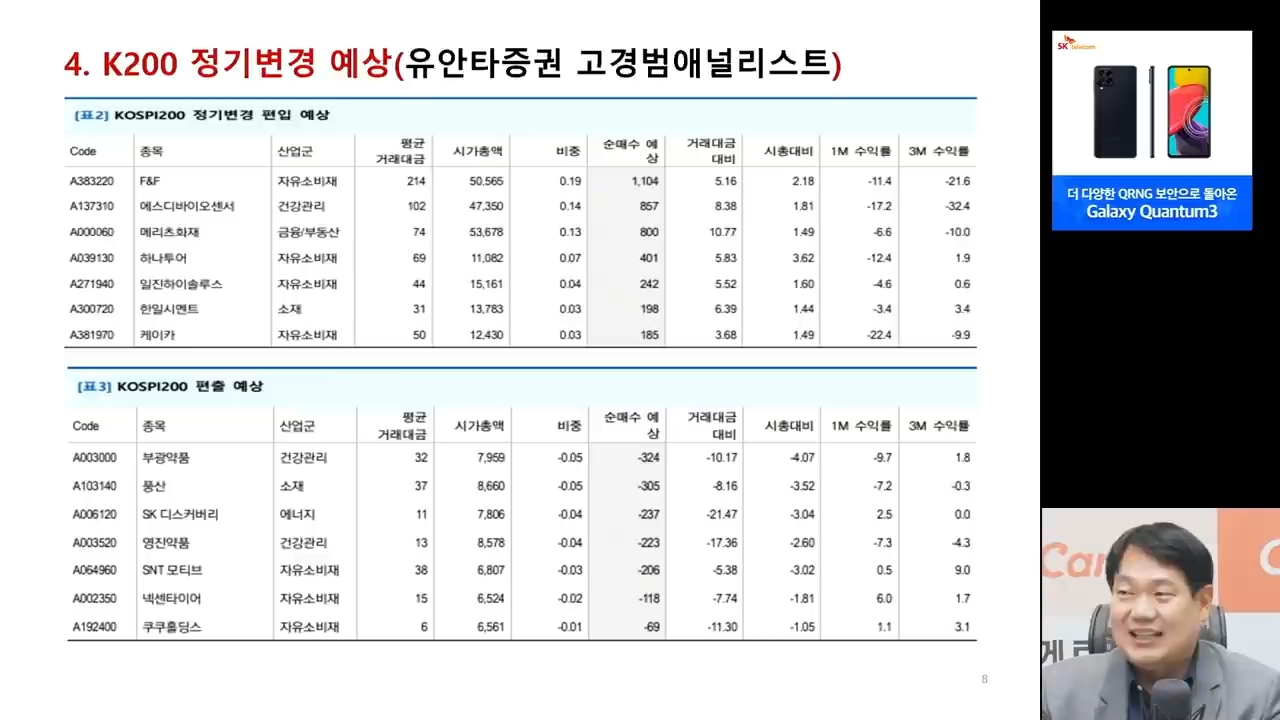 4. K200 정기변경 예상(유안타증권 고경범애널리스트)
[표2] KOSPI200 정기변경 편입 예상
Code 종목 산업군 평균 거래대금 시가총액 비중 순매수 예상 거래대금 대비 시총대비 1M 수익률 3M 수익률
A383220 F&F 자유소비재 214 50,565 0.19 1,104 5.16 2.18 -11.4 -21.6
A137310 에스디바이오센서 건강관리 102 47,350 0.14 857 8.38 1.81 -17.2 -32.4
A000060 메리츠화재 금융/부동산 74 53,678 0.13 800 10.77 1.49 -6.6 -10.0
A039130 하나투어 자유소비재 69 11,082 0.07 401 5.83 3.62 -12.4 1.9
A271940 일진하이솔루스 자유소비재 44 15,161 0.04 242 5.52 1.60 -4.6 0.6
A300720 한일시멘트 소재 31 13,783 0.03 198 6.39 1.44 -3.4 3.4
A381970 케이카 자유소비재 50 12,430 0.03 185 3.68 1.49 -22.4 -9.9
[표3] KOSPI200 편출 예상
Code 종목 산업군 평균 거래대금 시가총액 비중 순매수 예상 거래대금 대비 시총대비 1M 수익률 3M 수익률
A003000 부광약품 건강관리 32 7,959 -0.05 -324 -10.17 -4.07 -9.7 1.8
A103140 풍산 소재 37 8,660 -0.05 -305 -8.16 -3.52 -7.2 -0.3
A006120 SK 디스커버리 에너지 11 7,806 -0.04 -237 -21.47 -3.04 2.5 0.0
A003520 영진약품 건강관리 13 8,578 -0.04 -223 -17.36 -2.60 -7.3 -4.3
A064960 SNT 모티브 자유소비재 38 6,807 -0.03 -206 -5.38 -3.02 0.5 9.0
A002350 넥센타이어 자유소비재 15 6,524 -0.02 -118 -7.74 -1.81 6.0 1.7
A192400 쿠쿠홀딩스 자유소비재 6 6,561 -0.01 -69 -11.30 -1.05 1.1 3.1
8
SK telecom
더 다양한 QRNG 보안으로 돌아온
Galaxy Quantum3